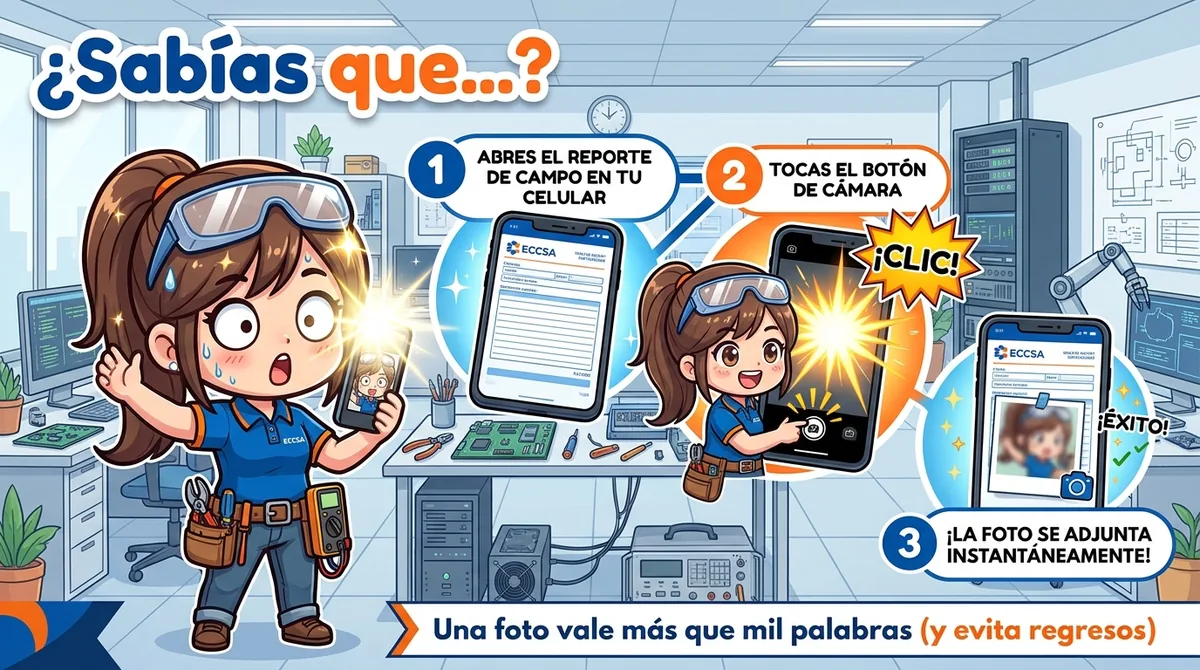 ¿Sabías que...?
1
ABRES EL REPORTE
DE CAMPO EN TU
CELULAR
2
TOCAS EL BOTÓN
DE CÁMARA
¡CLIC!
ECCSA
ECCSA
ECCSA
¡ÉXITO!
3
¡LA FOTO SE ADJUNTA
INSTANTÁNEAMENTE!
Una foto vale más que mil palabras (y evita regresos)